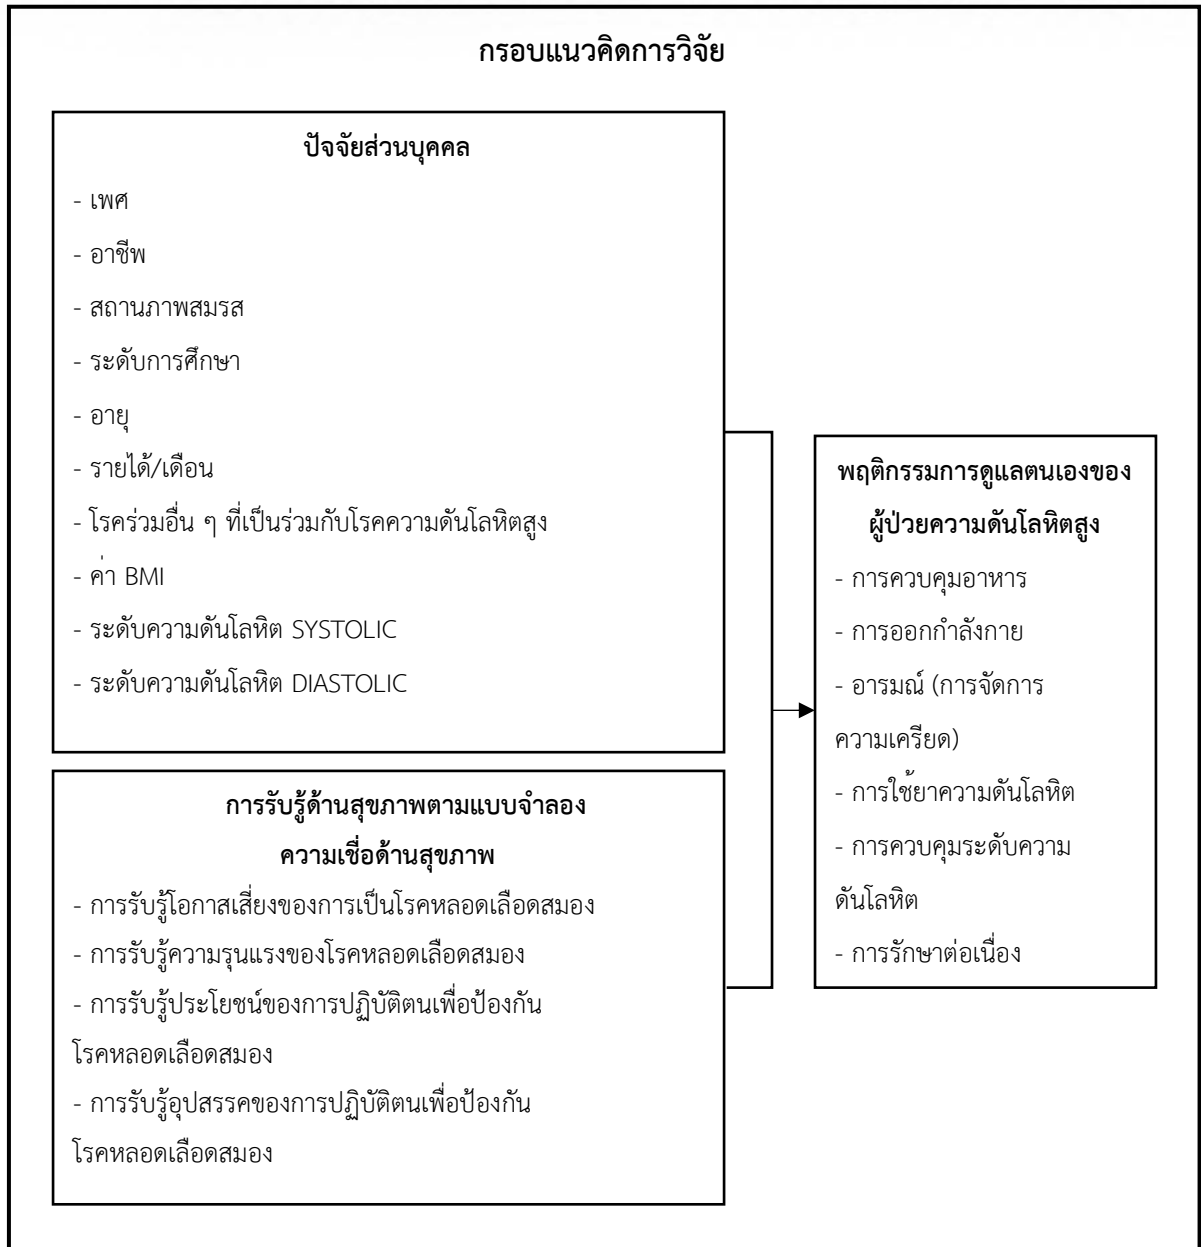 กรอบแนวคิดการวิจัย
ปัจจัยส่วนบุคคล
- เพศ
- อาชีพ
- สถานภาพสมรส
- ระดับการศึกษา
- อายุ
- รายได้/เดือน
- โรคร่วมอื่น ๆ ที่เป็นร่วมกับโรคความดันโลหิตสูง
- ค่า BMI
- ระดับความดันโลหิต SYSTOLIC
- ระดับความดันโลหิต DIASTOLIC
การรับรู้ด้านสุขภาพตามแบบจำลอง
ความเชื่อด้านสุขภาพ
- การรับรู้โอกาสเสี่ยงของการเป็นโรคหลอดเลือดสมอง
- การรับรู้ความรุนแรงของโรคหลอดเลือดสมอง
- การรับรู้ประโยชน์ของการปฏิบัติตนเพื่อป้องกัน
โรคหลอดเลือดสมอง
- การรับรู้อุปสรรคของการปฏิบัติตนเพื่อป้องกัน
โรคหลอดเลือดสมอง
พฤติกรรมการดูแลตนเองของ
ผู้ป่วยความดันโลหิตสูง
- การควบคุมอาหาร
- การออกกำลังกาย
- อารมณ์ (การจัดการ
ความเครียด)
- การใช้ยาความดันโลหิต
- การควบคุมระดับความ
ดันโลหิต
- การรักษาต่อเนื่อง